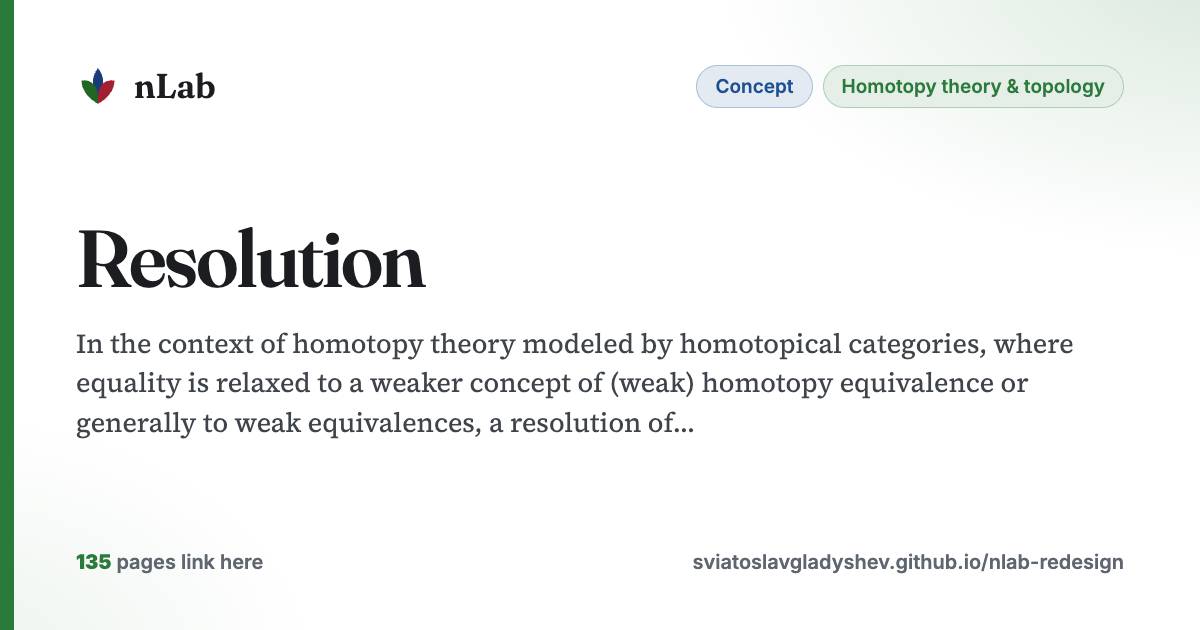 nLab
Concept
Homotopy theory & topology
Resolution
In the context of homotopy theory modeled by homotopical categories, where
equality is relaxed to a weaker concept of (weak) homotopy equivalence or
generally to weak equivalences, a resolution of...
135 pages link here
sviatoslavgladyshev.github.io/nlab-redesign